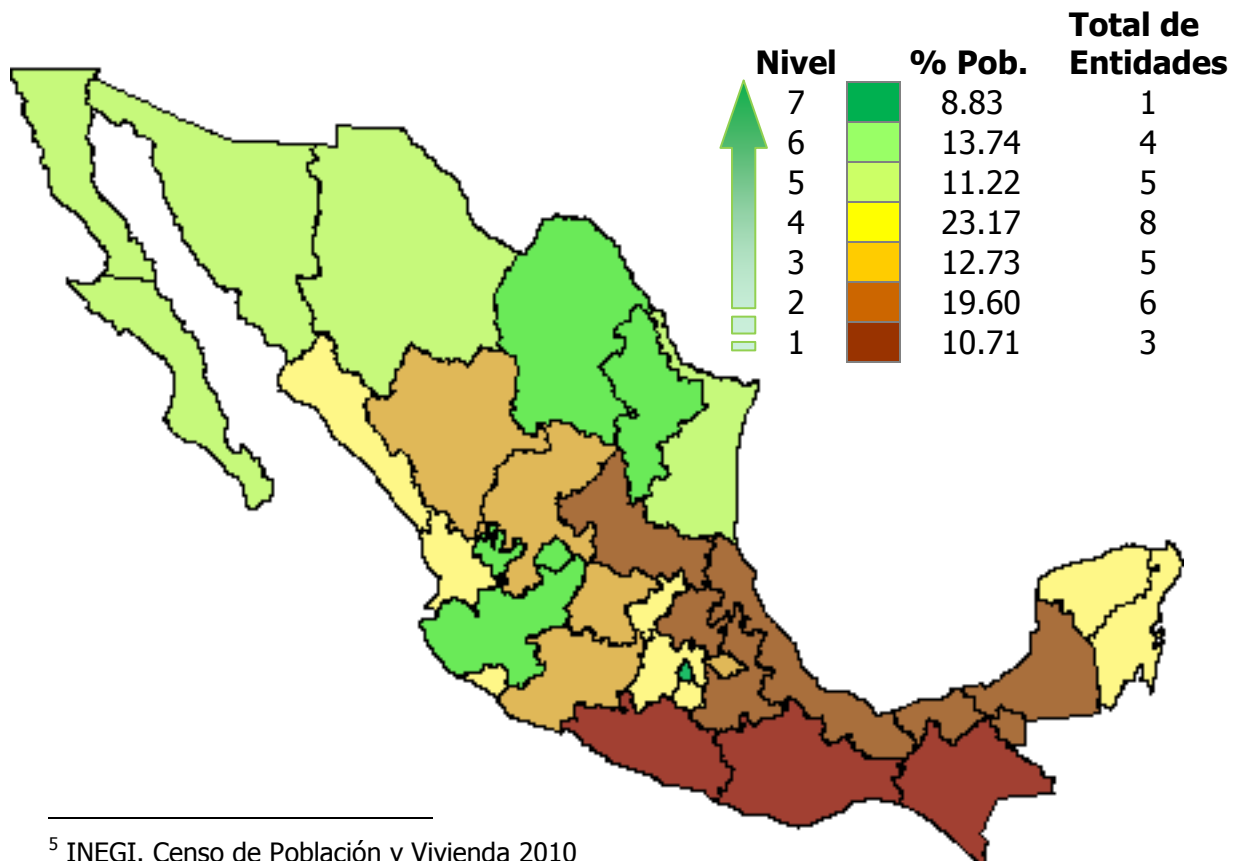 Total de
Nivel % Pob. Entidades
7 8.83 1
6 13.74 4
5 11.22 5
4 23.17 8
3 12.73 5
2 19.60 6
1 10.71 3
5 INEGI. Censo de Población y Vivienda 2010